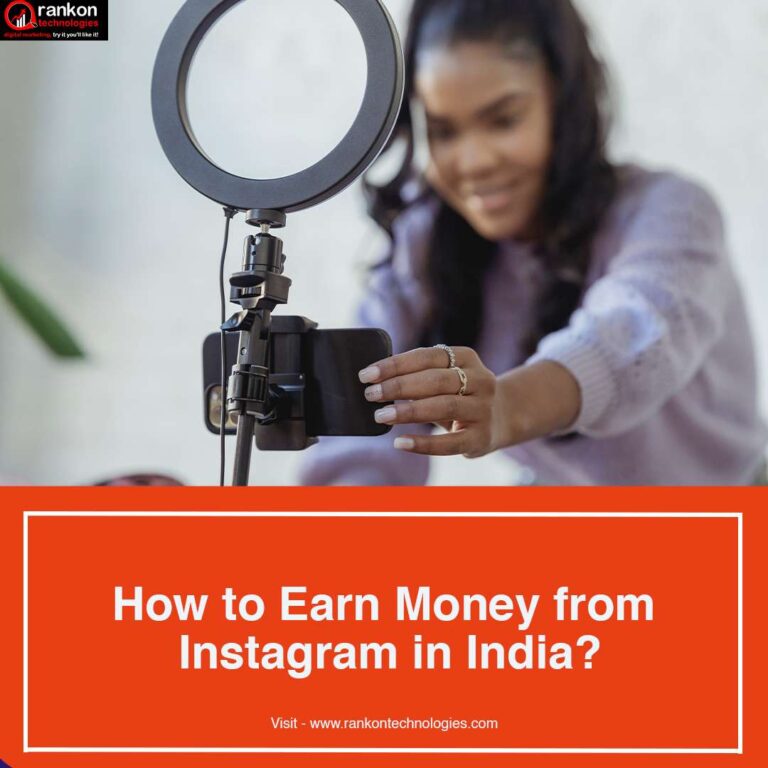 rankon
technologies
digital marketing, try it you'll like it!
How to Earn Money from
Instagram in India?
Visit - www.rankontechnologies.com